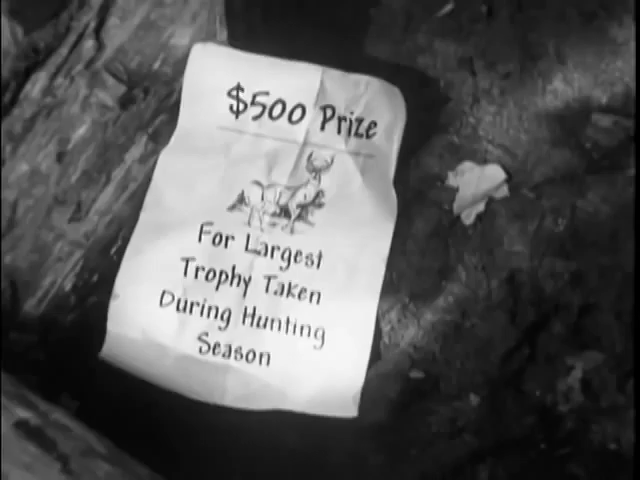 $500 Prize
For Largest
Trophy Taken
During Hunting
Season